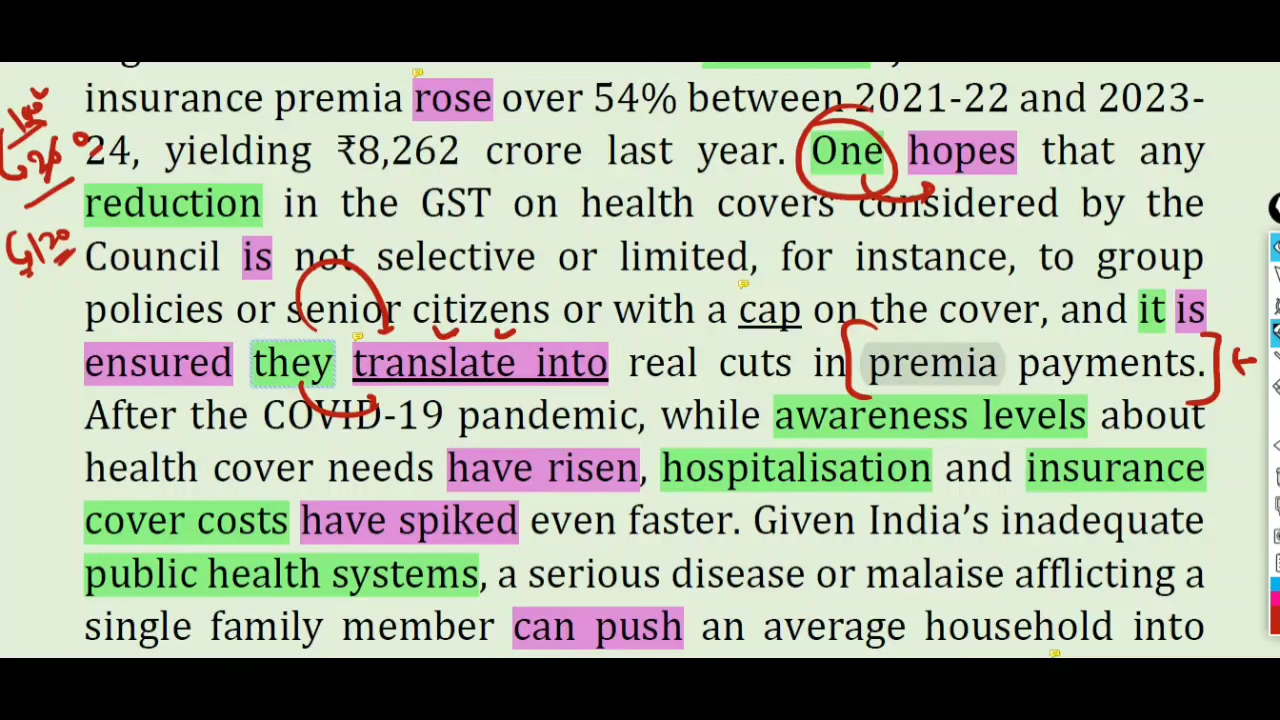 insurance premia rose over 54% between 2021-22 and 2023-
24, yielding ₹8,262 crore last year. One hopes that any
reduction in the GST on health covers considered by the
Council is not selective or limited, for instance, to group
policies or senior citizens or with a cap on the cover, and it is
ensured they translate into real cuts in premia payments.
After the COVID-19 pandemic, while awareness levels about
health cover needs have risen, hospitalisation and insurance
cover costs have spiked even faster. Given India’s inadequate
public health systems, a serious disease or malaise afflicting a
single family member can push an average household into